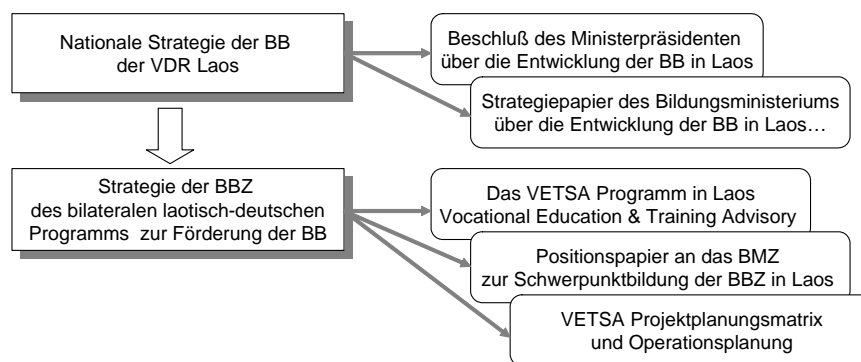 Nationale Strategie der BB
der VDR Laos
Beschluß des Ministerpräsidenten
über die Entwicklung der BB in Laos
Strategiepapier des Bildungsministeriums
über die Entwicklung der BB in Laos…
Strategie der BBZ
des bilateralen laotisch-deutschen
Programms zur Förderung der BB
Das VETSA Programm in Laos
Vocational Education & Training Advisory
Positionspapier an das BMZ
zur Schwerpunktbildung der BBZ in Laos
VETSA Projektplanungsmatrix
und Operationsplanung